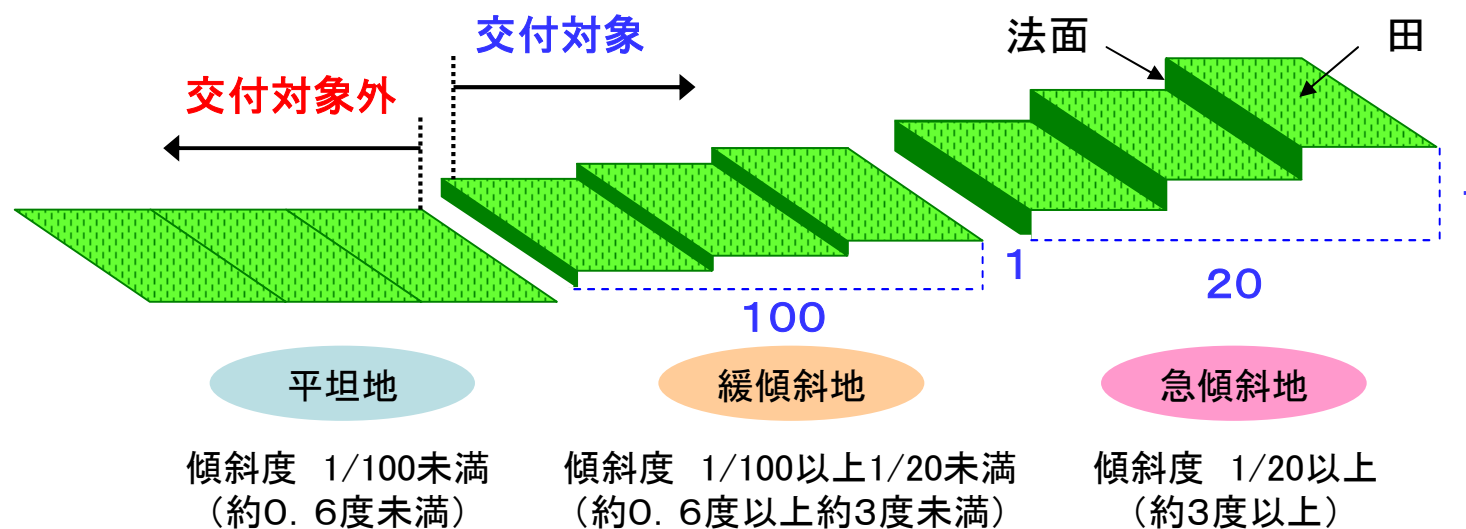 交付対象
法面
田
交付対象外
1
20
100
平坦地
緩傾斜地
急傾斜地
傾斜度 1/100未満
（約0．6度未満）
傾斜度 1/100以上1/20未満
（約0．6度以上約3度未満）
傾斜度 1/20以上
（約3度以上）